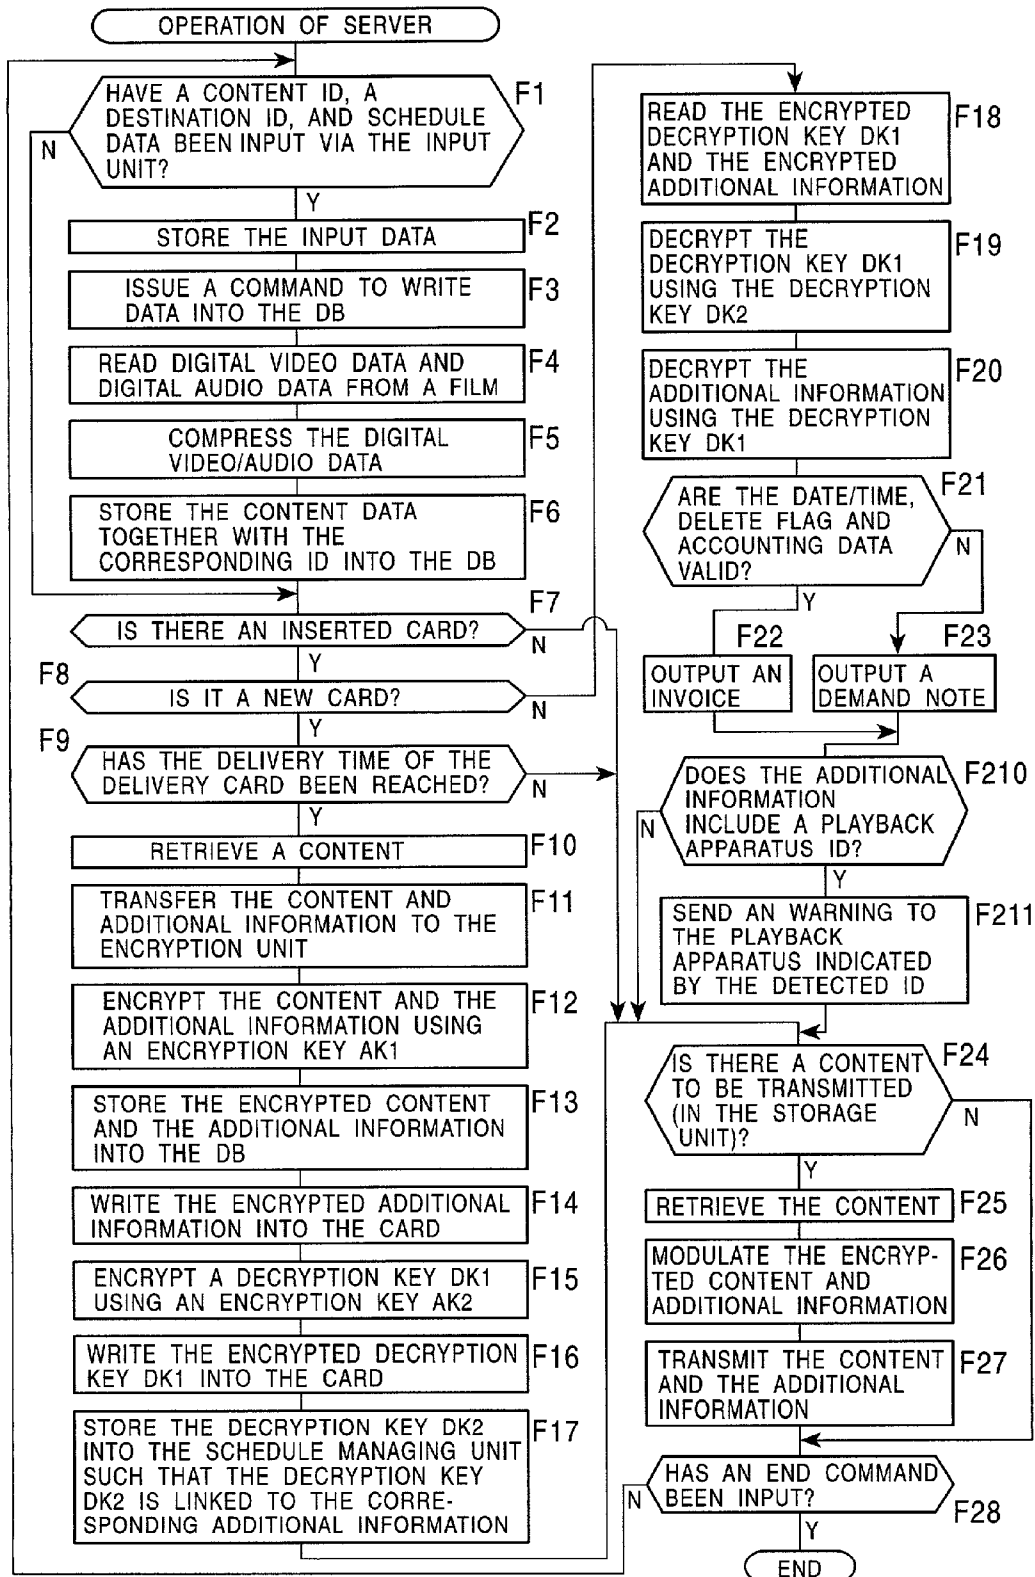 OPERATION OF SERVER
HAVE A CONTENT ID, A
DESTINATION ID, AND SCHEDULE
DATA BEEN INPUT VIA THE INPUT
UNIT?
F1
N
Y
STORE THE INPUT DATA
F2
ISSUE A COMMAND TO WRITE
DATA INTO THE DB
F3
READ DIGITAL VIDEO DATA AND
DIGITAL AUDIO DATA FROM A FILM
F4
COMPRESS THE DIGITAL
VIDEO/AUDIO DATA
F5
STORE THE CONTENT DATA
TOGETHER WITH THE
CORRESPONDING ID INTO THE DB
F6
F7
IS THERE AN INSERTED CARD?
N
Y
F8
IS IT A NEW CARD?
N
Y
F9
HAS THE DELIVERY TIME OF THE
DELIVERY CARD BEEN REACHED?
N
Y
RETRIEVE A CONTENT
F10
TRANSFER THE CONTENT AND
ADDITIONAL INFORMATION TO THE
ENCRYPTION UNIT
F11
ENCRYPT THE CONTENT AND THE
ADDITIONAL INFORMATION USING
AN ENCRYPTION KEY AK1
F12
STORE THE ENCRYPTED CONTENT
AND THE ADDITIONAL INFORMATION
INTO THE DB
F13
WRITE THE ENCRYPTED ADDITIONAL
INFORMATION INTO THE CARD
F14
ENCRYPT A DECRYPTION KEY DK1
USING AN ENCRYPTION KEY AK2
F15
WRITE THE ENCRYPTED DECRYPTION
KEY DK1 INTO THE CARD
F16
STORE THE DECRYPTION KEY DK2
INTO THE SCHEDULE MANAGING UNIT
SUCH THAT THE DECRYPTION KEY
DK2 IS LINKED TO THE CORRE-
SPONDING ADDITIONAL INFORMATION
F17
READ THE ENCRYPTED
DECRYPTION KEY DK1
AND THE ENCRYPTED
ADDITIONAL INFORMATION
F18
DECRYPT THE
DECRYPTION KEY DK1
USING THE DECRYPTION
KEY DK2
F19
DECRYPT THE
ADDITIONAL INFORMATION
USING THE DECRYPTION
KEY DK1
F20
ARE THE DATE/TIME,
DELETE FLAG AND
ACCOUNTING DATA
VALID?
F21
N
Y
F22
OUTPUT AN
INVOICE
F23
OUTPUT A
DEMAND NOTE
DOES THE ADDITIONAL
INFORMATION
INCLUDE A PLAYBACK
APPARATUS ID?
F210
N
Y
SEND AN WARNING TO
THE PLAYBACK
APPARATUS INDICATED
BY THE DETECTED ID
F211
IS THERE A CONTENT
TO BE TRANSMITTED
(IN THE STORAGE
UNIT)?
F24
N
Y
RETRIEVE THE CONTENT
F25
MODULATE THE ENCRYP-
TED CONTENT AND
ADDITIONAL INFORMATION
F26
TRANSMIT THE CONTENT
AND THE ADDITIONAL
INFORMATION
F27
HAS AN END COMMAND
BEEN INPUT?
N
F28
Y
END